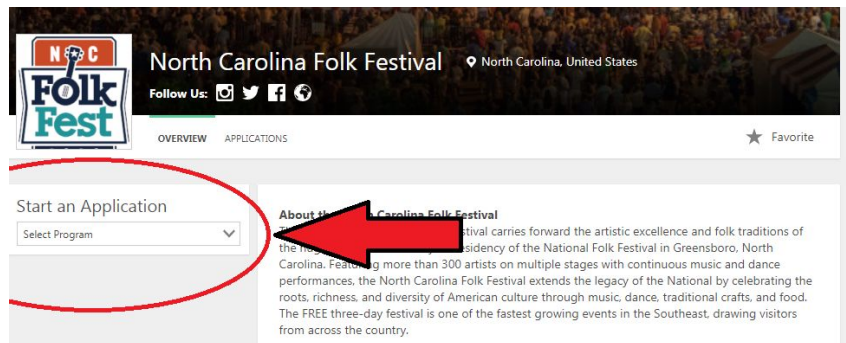 N C
FOlk
Fest
North Carolina Folk Festival
North Carolina, United States
Follow Us:
OVERVIEW APPLICATIONS
Favorite
Start an Application
Select Program
About th Carolina Folk Festival
stival carries forward the artistic excellence and folk traditions of
the sidency of the National Folk Festival in Greensboro, North
Carolina. Featuring more than 300 artists on multiple stages with continuous music and dance
performances, the North Carolina Folk Festival extends the legacy of the National by celebrating the
roots, richness, and diversity of American culture through music, dance, traditional crafts, and food.
The FREE three-day festival is one of the fastest growing events in the Southeast, drawing visitors
from across the country.